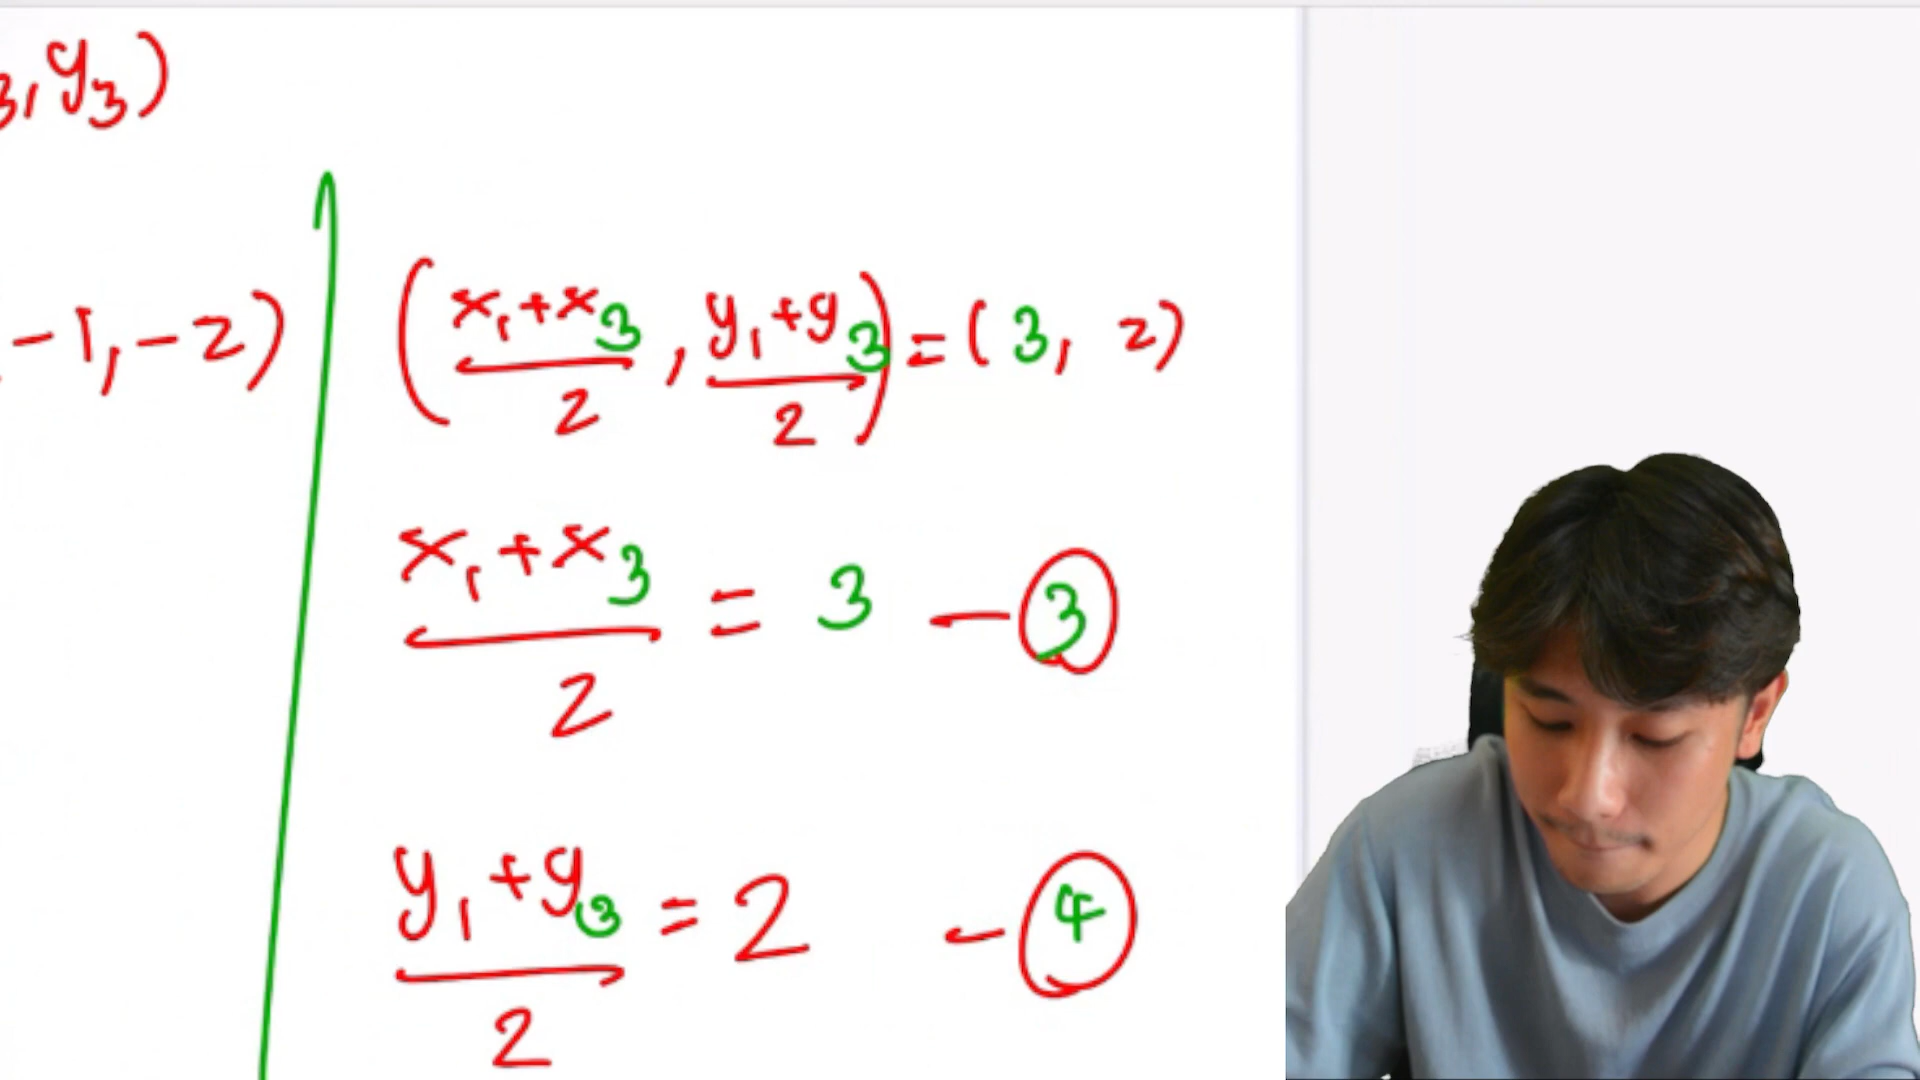 3, y₃)
-1, -2)
((x₁+x₃)/2, (y₁+y₃)/2) = (3, 2)
(x₁+x₃)/2 = 3 - ③
(y₁+y₃)/2 = 2 - ④